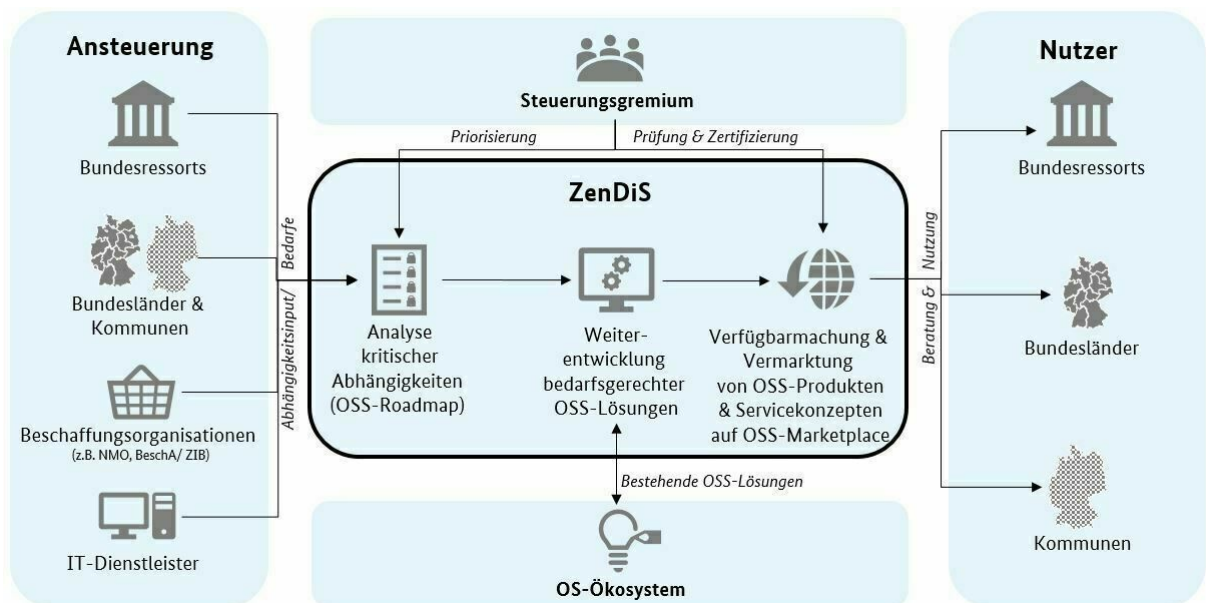 Ansteuerung
Bundesressorts
Bundesländer &
Kommunen
Beschaffungsorganisationen
(z.B. NMO, BeschA/ ZIB)
IT-Dienstleister
Abhängigkeitsinput/ Bedarfe
Steuerungsgremium
Priorisierung
Prüfung & Zertifizierung
ZenDiS
Analyse
kritischer
Abhängigkeiten
(OSS-Roadmap)
Weiter-
entwicklung
bedarfsgerechter
OSS-Lösungen
Verfügbarmachung &
Vermarktung
von OSS-Produkten
& Servicekonzepten
auf OSS-Marketplace
Bestehende OSS-Lösungen
OS-Ökosystem
Beratung & Nutzung
Nutzer
Bundesressorts
Bundesländer
Kommunen